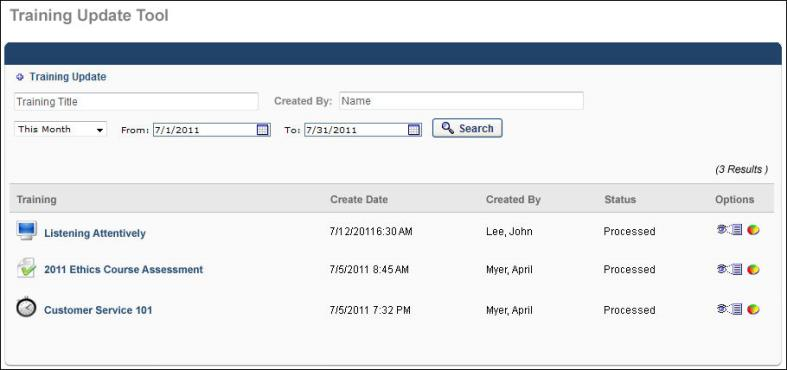 Training Update Tool
Training Update
Training Title Created By: Name
This Month From: 7/1/2011 To: 7/31/2011 Search
(3 Results )
Training Create Date Created By Status Options
Listening Attentively 7/12/20116:30 AM Lee, John Processed
2011 Ethics Course Assessment 7/5/2011 8:45 AM Myer, April Processed
Customer Service 101 7/5/2011 7:32 PM Myer, April Processed